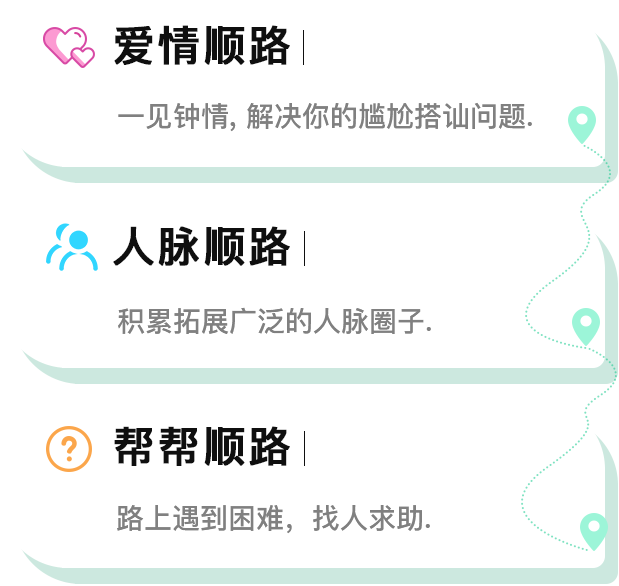 爱情顺路
一见钟情, 解决你的尴尬搭讪问题.
人脉顺路
积累拓展广泛的人脉圈子.
帮帮顺路
路上遇到困难，找人求助.